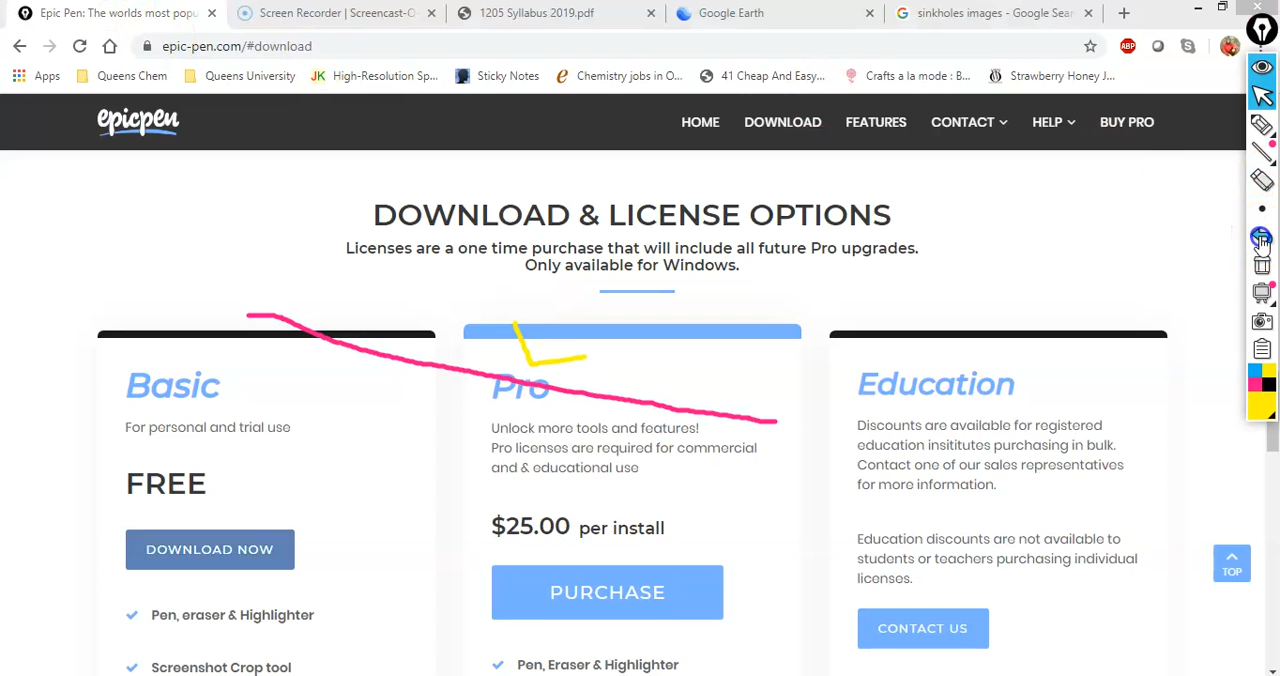 Epic Pen: The worlds most popu
Screen Recorder | Screencast-O-
1205 Syllabus 2019.pdf
Google Earth
sinkholes images - Google Sear
epic-pen.com/#download
ABP
Apps
Queens Chem
Queens University
JK High-Resolution Sp...
Sticky Notes
Chemistry jobs in O...
41 Cheap And Easy...
Crafts a la mode : B...
Strawberry Honey J...
epicpen
HOME
DOWNLOAD
FEATURES
CONTACT
HELP
BUY PRO
DOWNLOAD & LICENSE OPTIONS
Licenses are a one time purchase that will include all future Pro upgrades.
Only available for Windows.
Basic
For personal and trial use
FREE
DOWNLOAD NOW
Pen, eraser & Highlighter
Screenshot Crop tool
Pro
Unlock more tools and features!
Pro licenses are required for commercial
and & educational use
$25.00 per install
PURCHASE
Pen, Eraser & Highlighter
Education
Discounts are available for registered
education insititutes purchasing in bulk.
Contact one of our sales representatives
for more information.
Education discounts are not available to
students or teachers purchasing individual
licenses.
CONTACT US
TOP